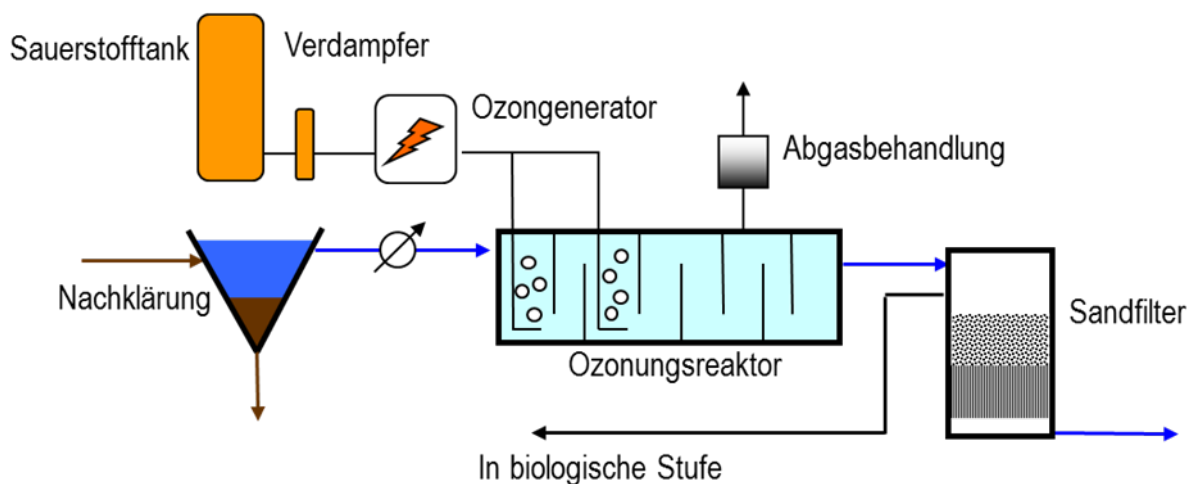 Sauerstofftank
Verdampfer
Ozongenerator
Abgasbehandlung
Nachklärung
Sandfilter
Ozonungsreaktor
In biologische Stufe